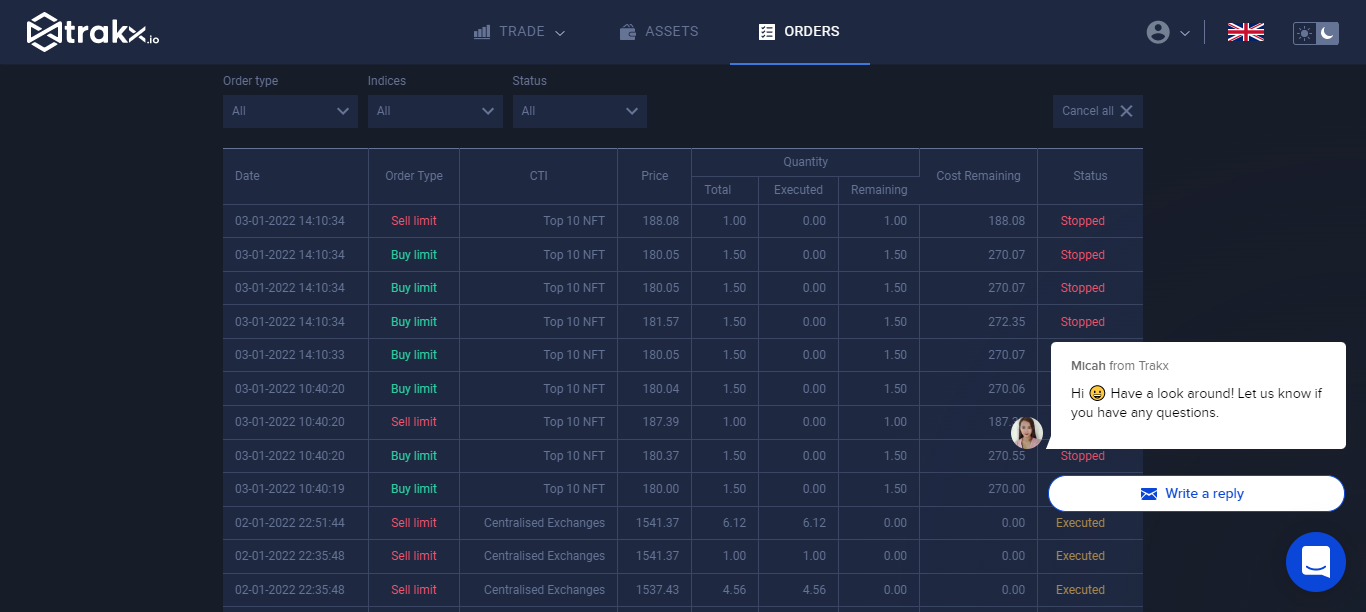 trakx.io
TRADE ASSETS ORDERS
Order type Indices Status
All All All Cancel all
Quantity
Date Order Type CTI Price Cost Remaining Status
Total Executed Remaining
03-01-2022 14:10:34 Sell limit Top 10 NFT 188.08 1.00 0.00 1.00 188.08 Stopped
03-01-2022 14:10:34 Buy limit Top 10 NFT 180.05 1.50 0.00 1.50 270.07 Stopped
03-01-2022 14:10:34 Buy limit Top 10 NFT 180.05 1.50 0.00 1.50 270.07 Stopped
03-01-2022 14:10:34 Buy limit Top 10 NFT 181.57 1.50 0.00 1.50 272.35 Stopped
03-01-2022 14:10:33 Buy limit Top 10 NFT 180.05 1.50 0.00 1.50 270.07
03-01-2022 10:40:20 Buy limit Top 10 NFT 180.04 1.50 0.00 1.50 270.06
03-01-2022 10:40:20 Sell limit Top 10 NFT 187.39 1.00 0.00 1.00
03-01-2022 10:40:20 Buy limit Top 10 NFT 180.37 1.50 0.00 1.50 270.55 Stopped
03-01-2022 10:40:19 Buy limit Top 10 NFT 180.00 1.50 0.00 1.50 270.00
02-01-2022 22:51:44 Sell limit Centralised Exchanges 1541.37 6.12 6.12 0.00 0.00 Executed
02-01-2022 22:35:48 Sell limit Centralised Exchanges 1541.37 1.00 1.00 0.00 0.00 Executed
02-01-2022 22:35:48 Sell limit Centralised Exchanges 1537.43 4.56 4.56 0.00 0.00 Executed
Micah from Trakx
Hi 😀 Have a look around! Let us know if
you have any questions.
Write a reply